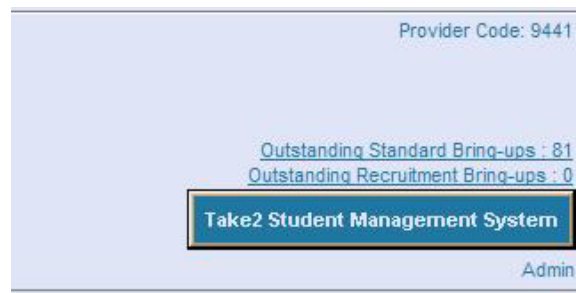 Provider Code: 9441
Outstanding Standard Bring-ups : 81
Outstanding Recruitment Bring-ups : 0
Take2 Student Management System
Admin